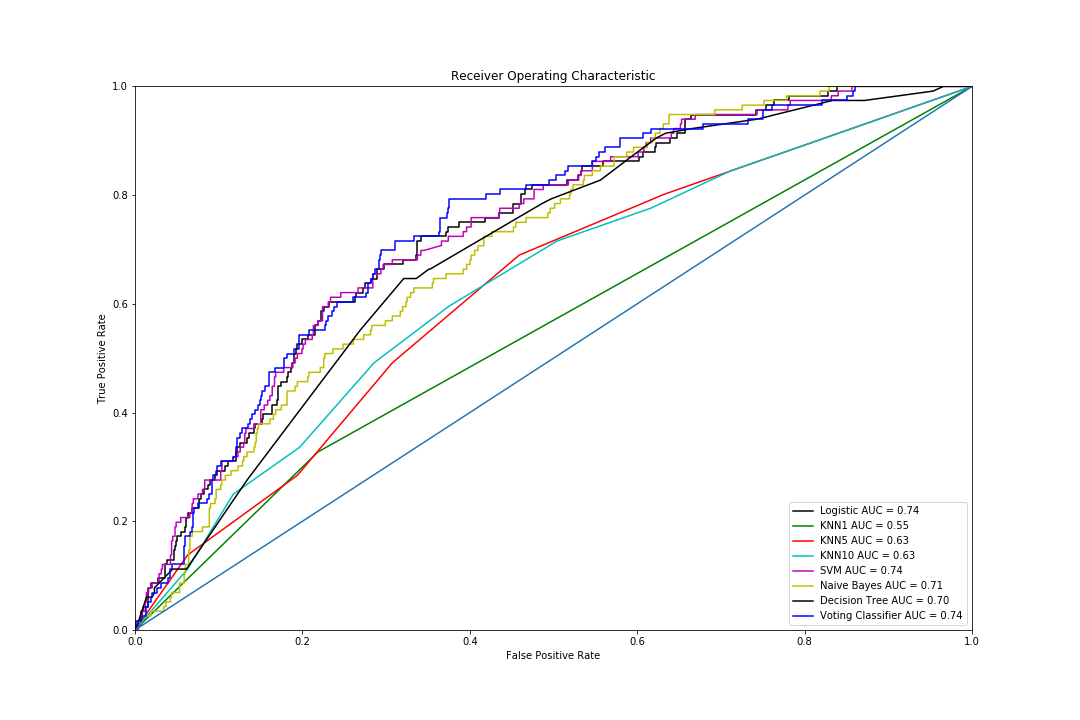 Receiver Operating Characteristic
1.0
0.8
0.6
0.4
0.2
0.0
True Positive Rate
0.0 0.2 0.4 0.6 0.8 1.0
False Positive Rate
Logistic AUC = 0.74
KNN1 AUC = 0.55
KNN5 AUC = 0.63
KNN10 AUC = 0.63
SVM AUC = 0.74
Naive Bayes AUC = 0.71
Decision Tree AUC = 0.70
Voting Classifier AUC = 0.74